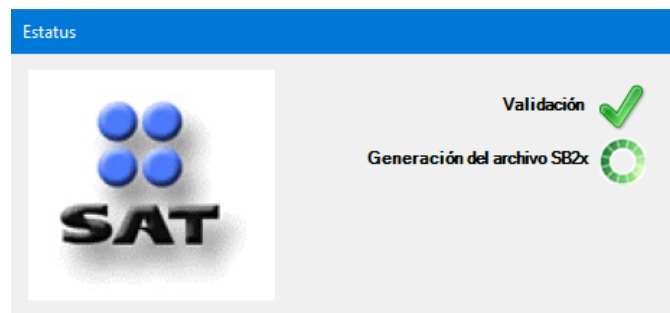 Estatus
SAT
Validación
Generación del archivo SB2x